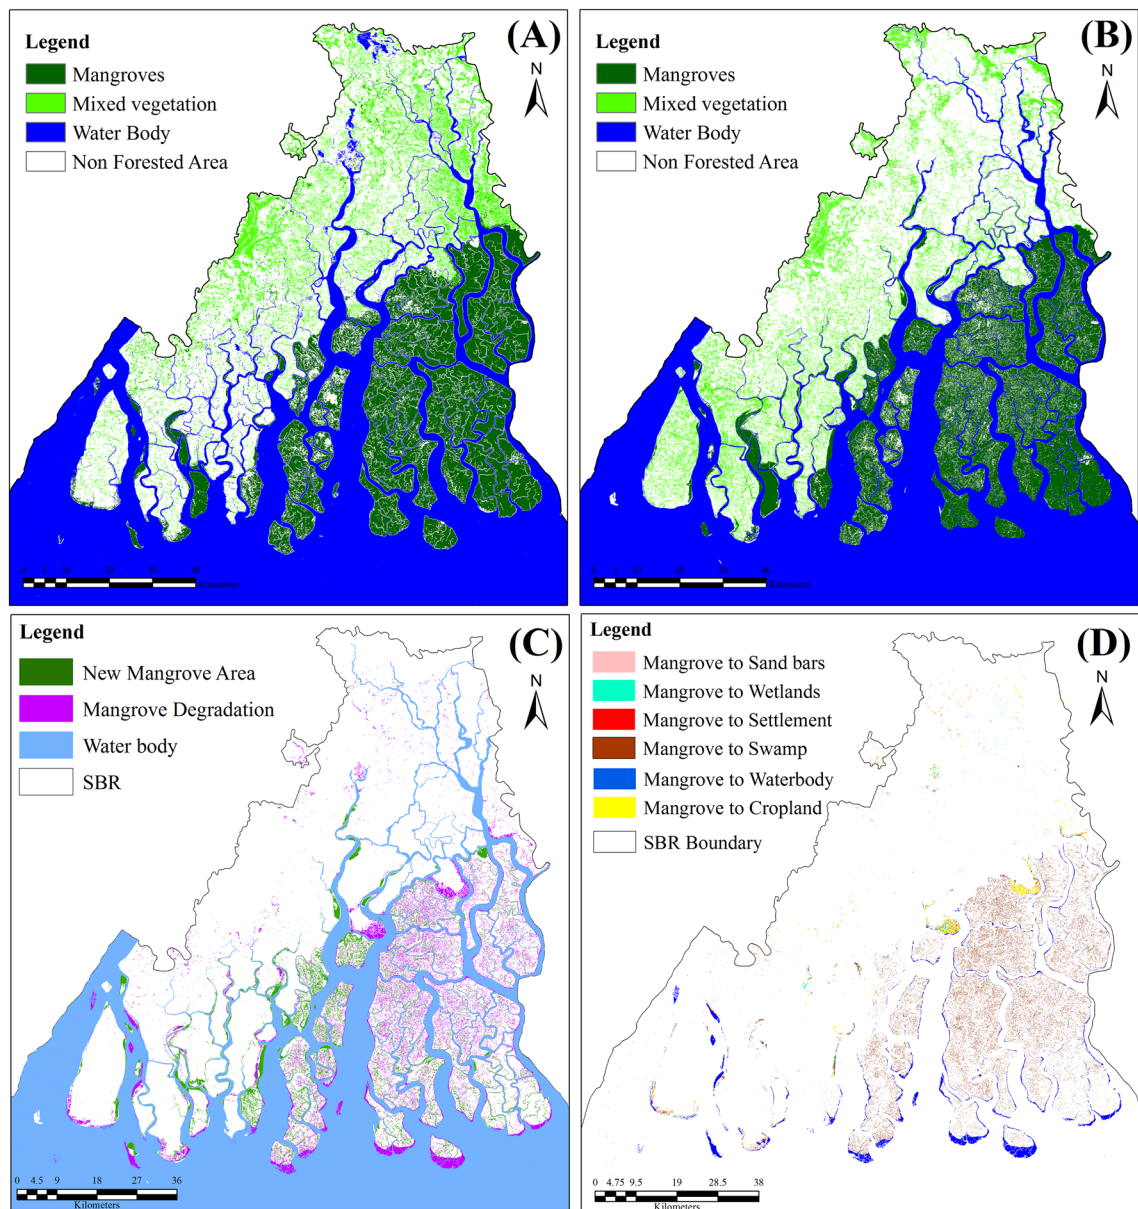 (A)
Legend
Mangroves
Mixed vegetation
Water Body
Non Forested Area
N
0 5 10 20 30 40
Kilometers
(B)
Legend
Mangroves
Mixed vegetation
Water Body
Non Forested Area
N
0 5 10 20 30 40
Kilometers
(C)
Legend
New Mangrove Area
Mangrove Degradation
Water body
SBR
N
0 4.5 9 18 27 36
Kilometers
(D)
Legend
Mangrove to Sand bars
Mangrove to Wetlands
Mangrove to Settlement
Mangrove to Swamp
Mangrove to Waterbody
Mangrove to Cropland
SBR Boundary
N
0 4.75 9.5 19 28.5 38
Kilometers